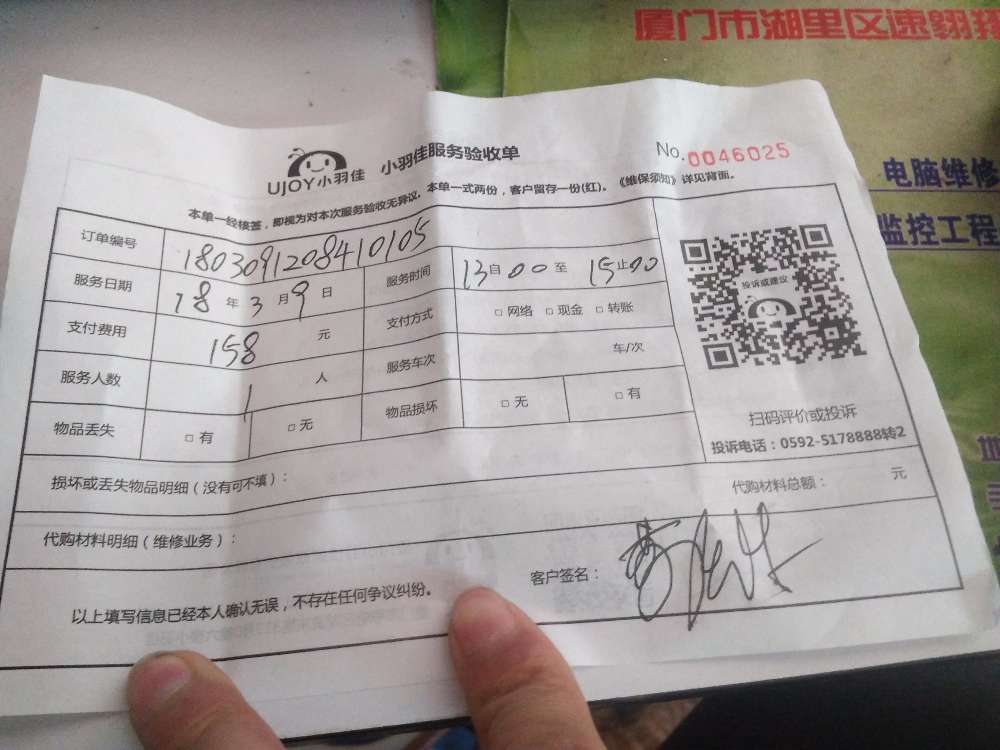 厦门市湖里区速翱
电脑维修
监控工程
UJOY小羽佳
小羽佳服务验收单
No.0046025
本单一经核签，即视为对本次服务验收无异议。本单一式两份，客户留存一份(红)。《维保须知》详见背面。
订单编号 1803091208410105
服务日期 18年3月9日 服务时间 13自00至15止00
支付费用 158元 支付方式 □网络 □现金 □转账
服务人数 1人 服务车次 车/次
物品丢失 □有 □无 物品损坏 □无 □有
投诉或建议
扫码评价或投诉
投诉电话：0592-5178888转2
损坏或丢失物品明细（没有可不填）：
代购材料明细（维修业务）： 代购材料总额： 元
以上填写信息已经本人确认无误，不存在任何争议纠纷。 客户签名：